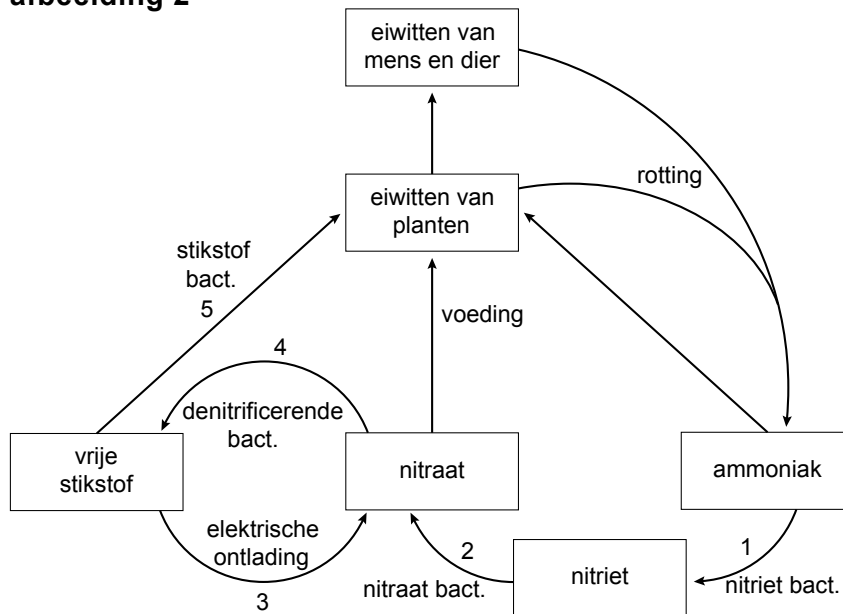 afbeelding 2
eiwitten van
mens en dier
rotting
eiwitten van
planten
stikstof
bact.
5
voeding
4
denitrificerende
bact.
vrije
stikstof
nitraat
ammoniak
elektrische
ontlading
3
2
nitraat bact.
nitriet
1
nitriet bact.